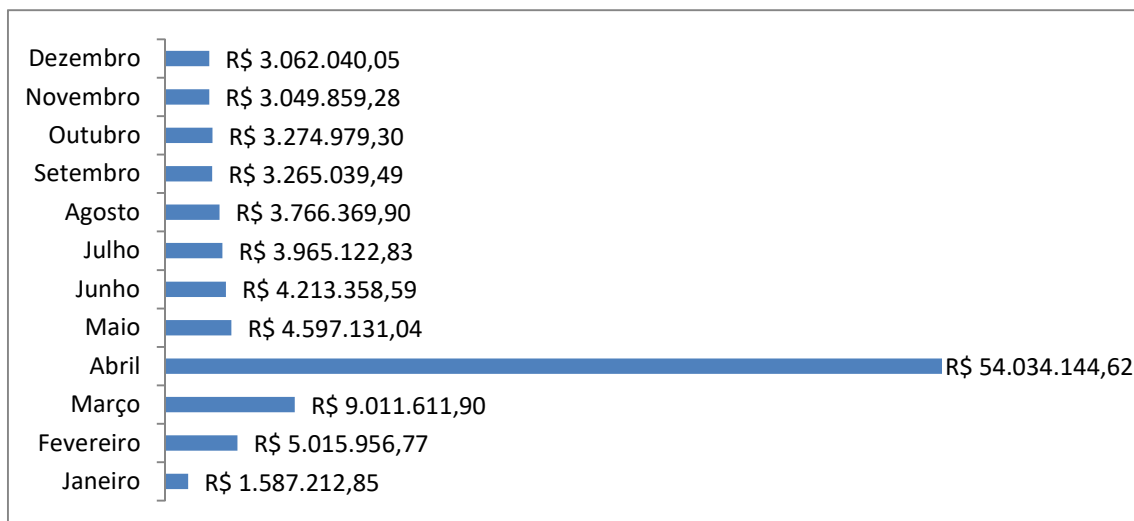 Dezembro R$ 3.062.040,05
Novembro R$ 3.049.859,28
Outubro R$ 3.274.979,30
Setembro R$ 3.265.039,49
Agosto R$ 3.766.369,90
Julho R$ 3.965.122,83
Junho R$ 4.213.358,59
Maio R$ 4.597.131,04
Abril R$ 54.034.144,62
Março R$ 9.011.611,90
Fevereiro R$ 5.015.956,77
Janeiro R$ 1.587.212,85